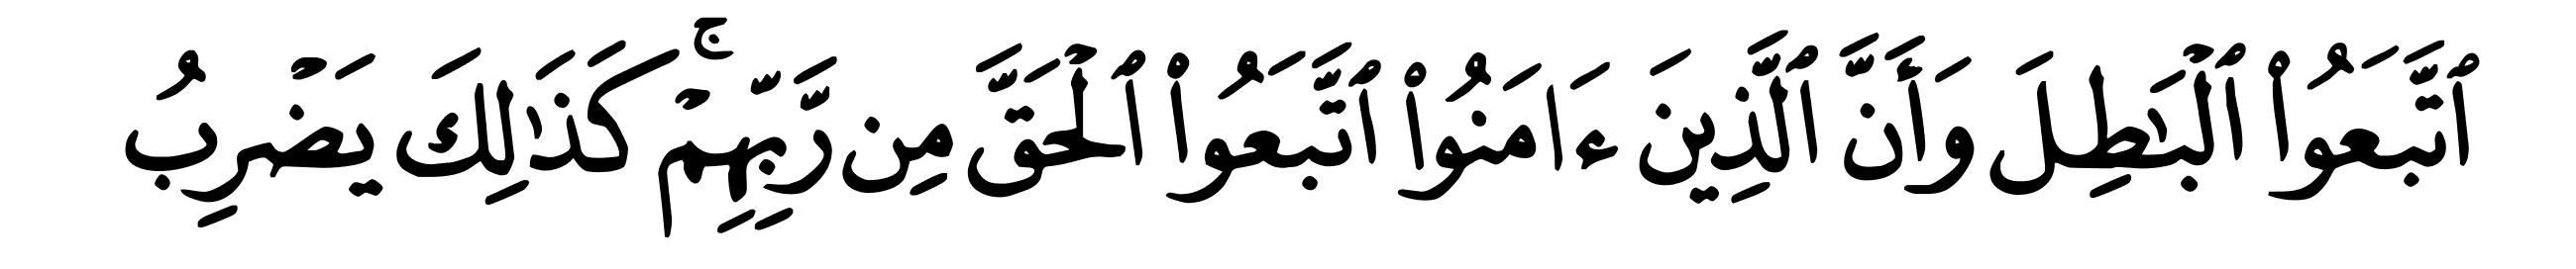 ٱتَّبَعُوا۟ ٱلْبَـٰطِلَ وَأَنَّ ٱلَّذِينَ ءَامَنُوا۟ ٱتَّبَعُوا۟ ٱلْحَقَّ مِن رَّبِّهِمْ ۚ كَذَٰلِكَ يَضْرِبُ